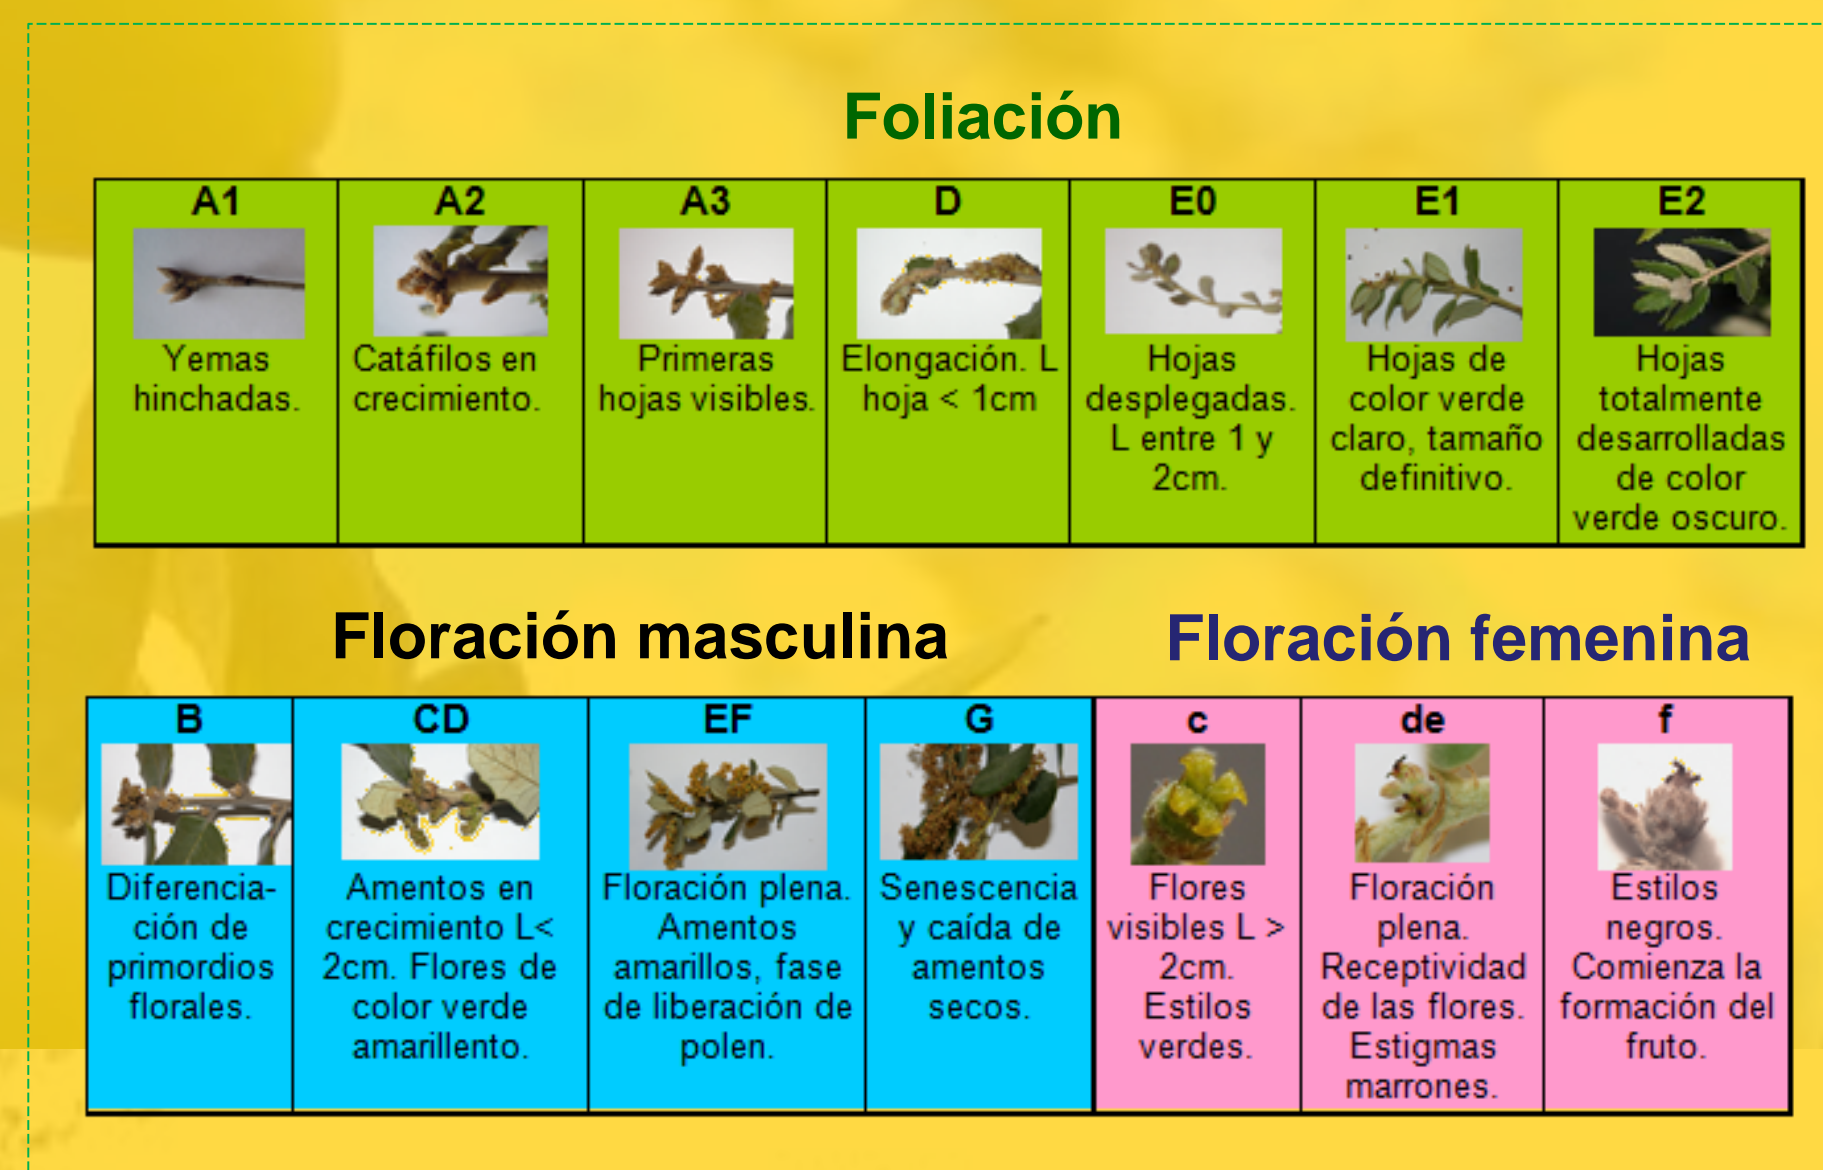 Foliación
A1
Yemas
hinchadas.
A2
Catáfilos en
crecimiento.
A3
Primeras
hojas visibles.
D
Elongación. L
hoja < 1cm
E0
Hojas
desplegadas.
L entre 1 y
2cm.
E1
Hojas de
color verde
claro, tamaño
definitivo.
E2
Hojas
totalmente
desarrolladas
de color
verde oscuro.
Floración masculina
Floración femenina
B
Diferencia-
ción de
primordios
florales.
CD
Amentos en
crecimiento L<
2cm. Flores de
color verde
amarillento.
EF
Floración plena.
Amentos
amarillos, fase
de liberación de
polen.
G
Senescencia
y caída de
amentos
secos.
c
Flores
visibles L >
2cm.
Estilos
verdes.
de
Floración
plena.
Receptividad
de las flores.
Estigmas
marrones.
f
Estilos
negros.
Comienza la
formación del
fruto.